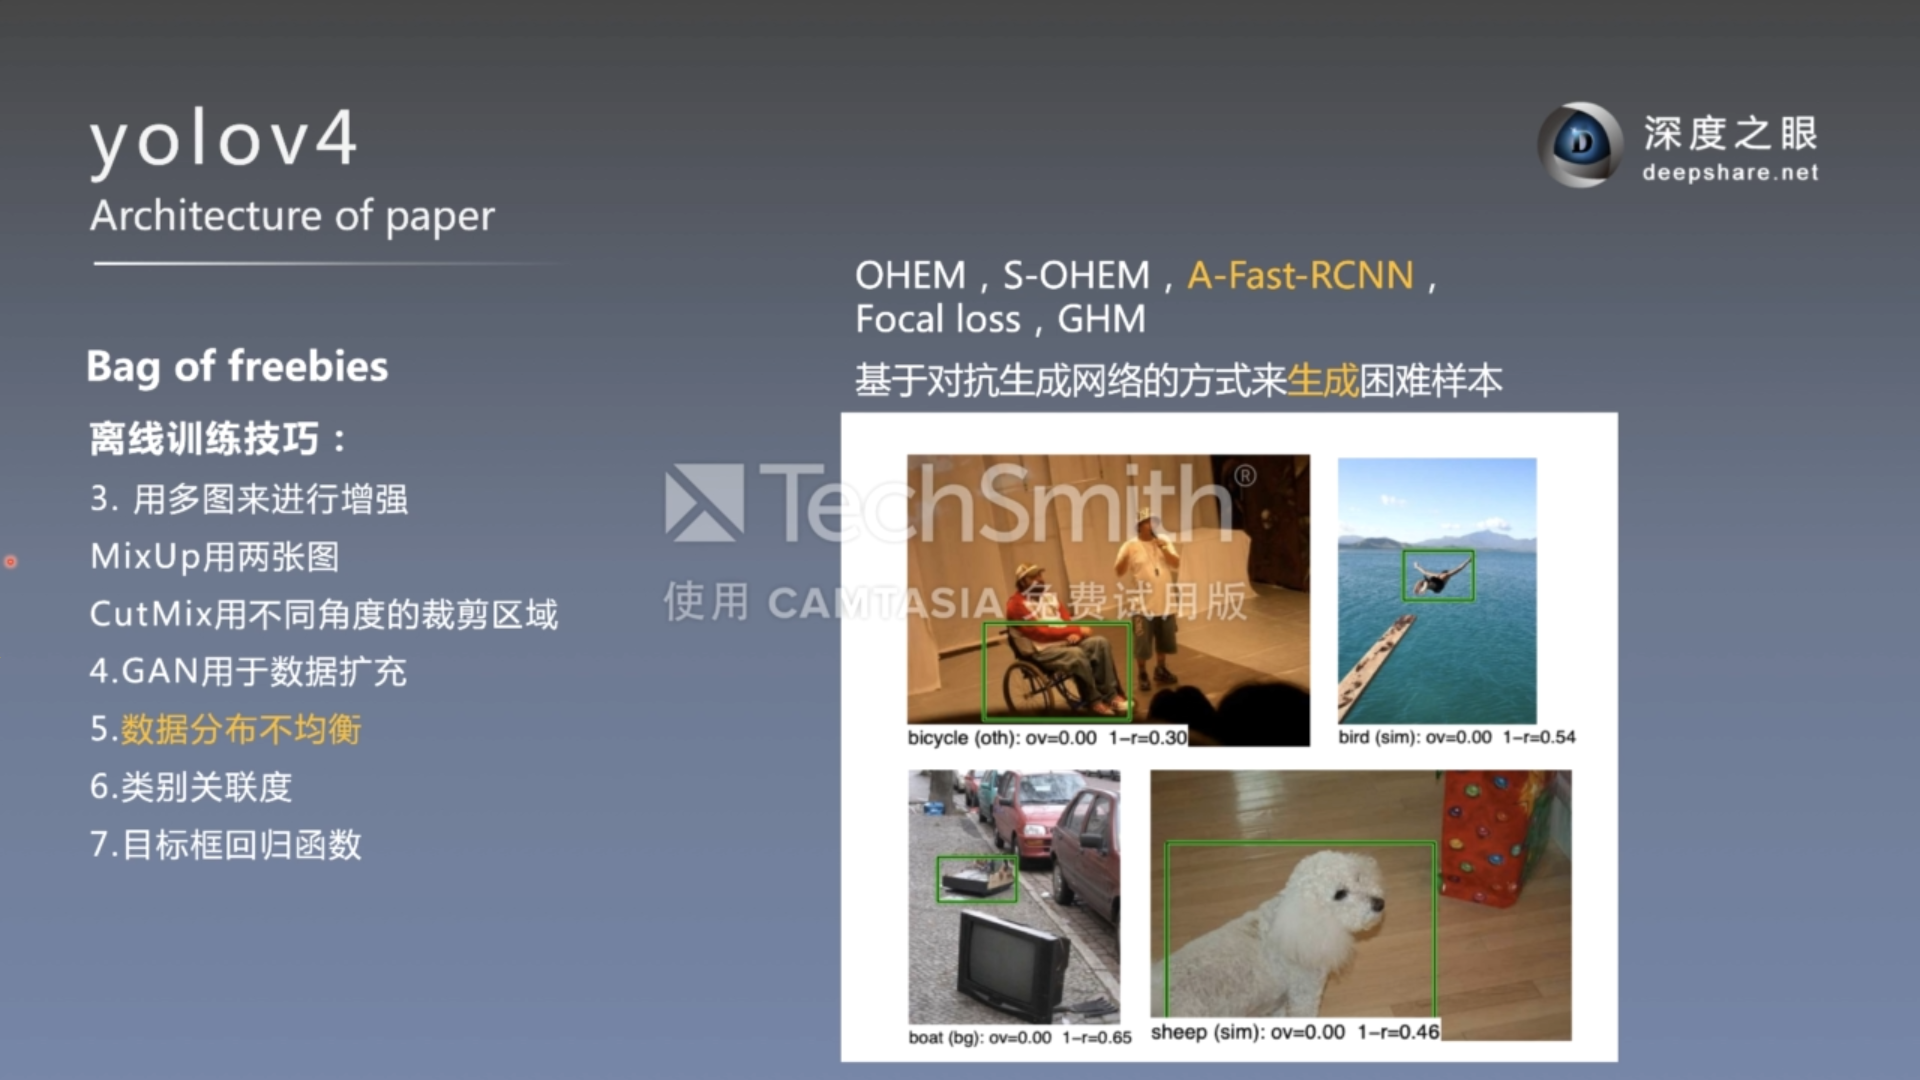 yolov4
Architecture of paper
深度之眼
deepshare.net
Bag of freebies
离线训练技巧：
3. 用多图来进行增强
MixUp用两张图
CutMix用不同角度的裁剪区域
4.GAN用于数据扩充
5.数据分布不均衡
6.类别关联度
7.目标框回归函数
OHEM，S-OHEM，A-Fast-RCNN，
Focal loss，GHM
基于对抗生成网络的方式来生成困难样本
TechSmith®
使用 CAMTASIA 免费试用版
bicycle (oth): ov=0.00 1-r=0.30
bird (sim): ov=0.00 1-r=0.54
boat (bg): ov=0.00 1-r=0.65
sheep (sim): ov=0.00 1-r=0.46